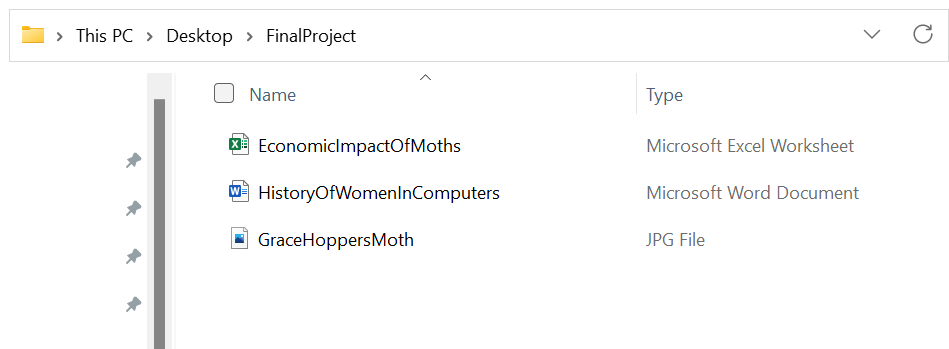 This PC > Desktop > FinalProject
Name Type
EconomicImpactOfMoths Microsoft Excel Worksheet
HistoryOfWomenInComputers Microsoft Word Document
GraceHoppersMoth JPG File